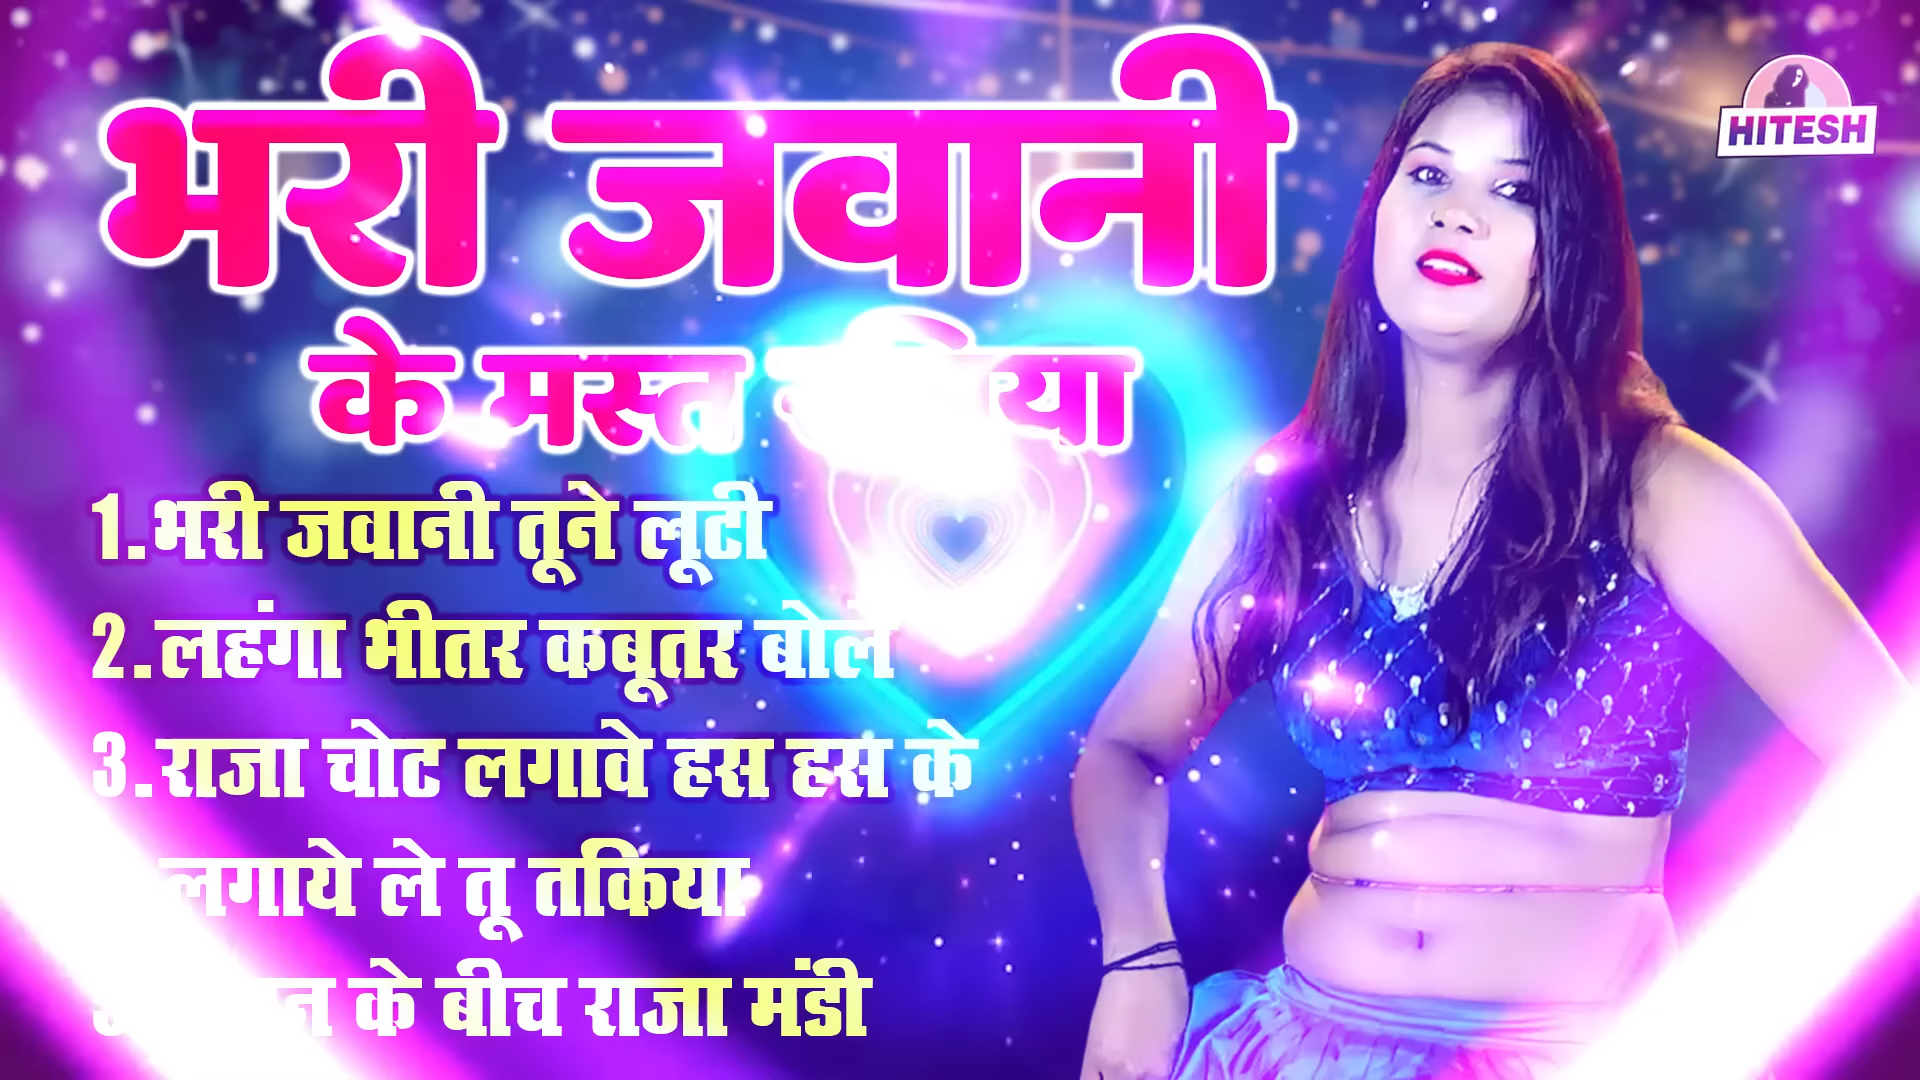 भरी जवानी
के मस्त
HITESH
1. भरी जवानी तूने लूटी
2. लहंगा भीतर कबूतर बोले
3. राजा चोट लगावे हस हस के
लगाये ले तू तकिया
के बीच राजा मंडी